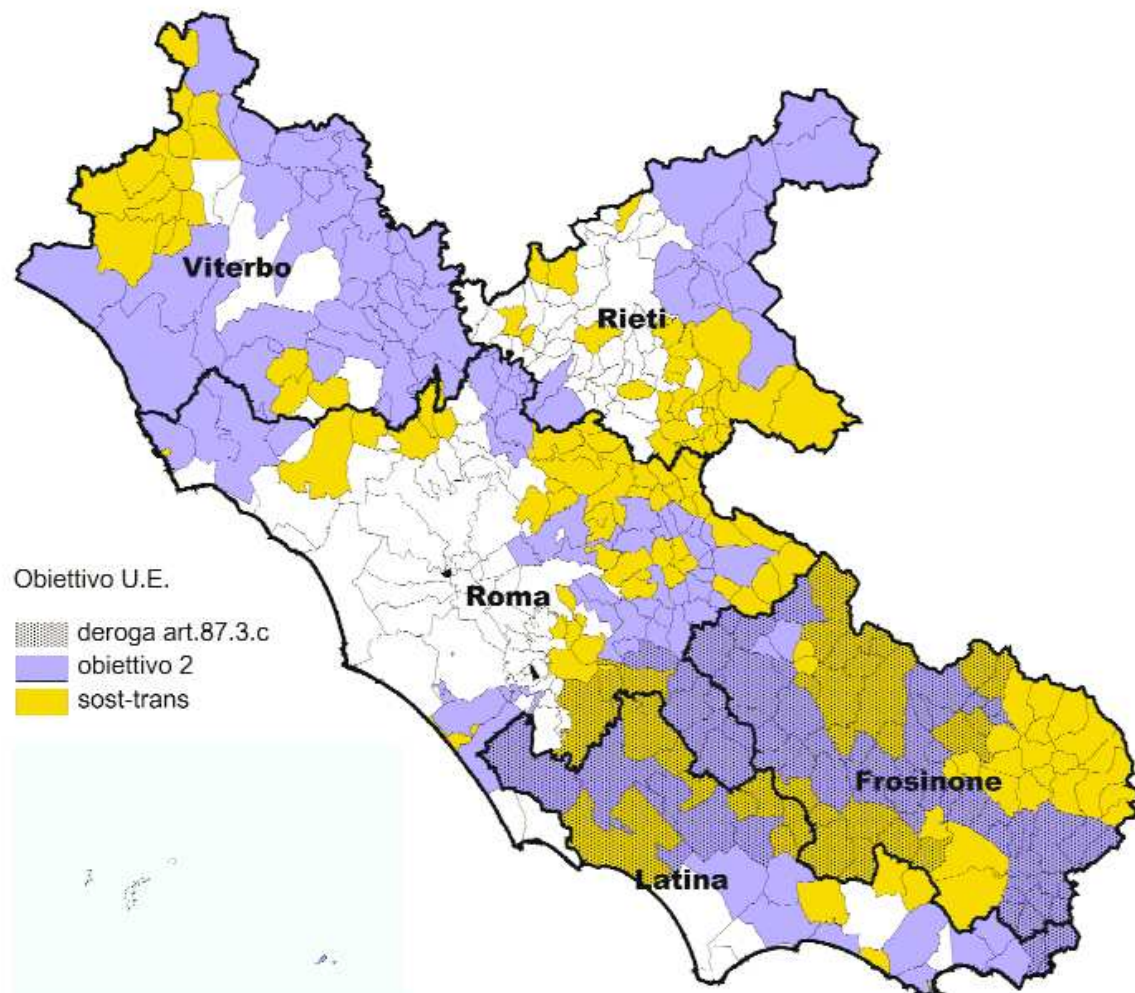 Viterbo
Rieti
Obiettivo U.E.
Roma
deroga art.87.3.c
obiettivo 2
sost-trans
Frosinone
Latina